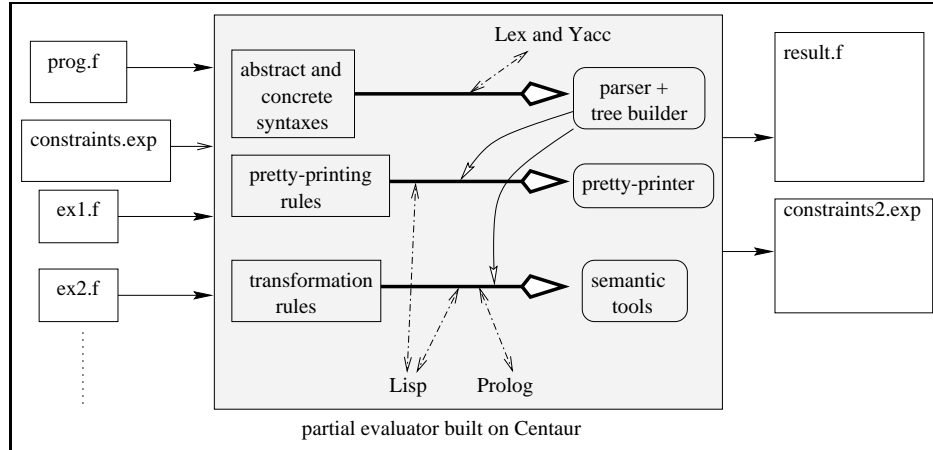 Lex and Yacc
prog.f
abstract and
concrete
syntaxes
parser +
tree builder
result.f
constraints.exp
pretty-printing
rules
pretty-printer
ex1.f
constraints2.exp
ex2.f
transformation
rules
semantic
tools
Lisp
Prolog
partial evaluator built on Centaur